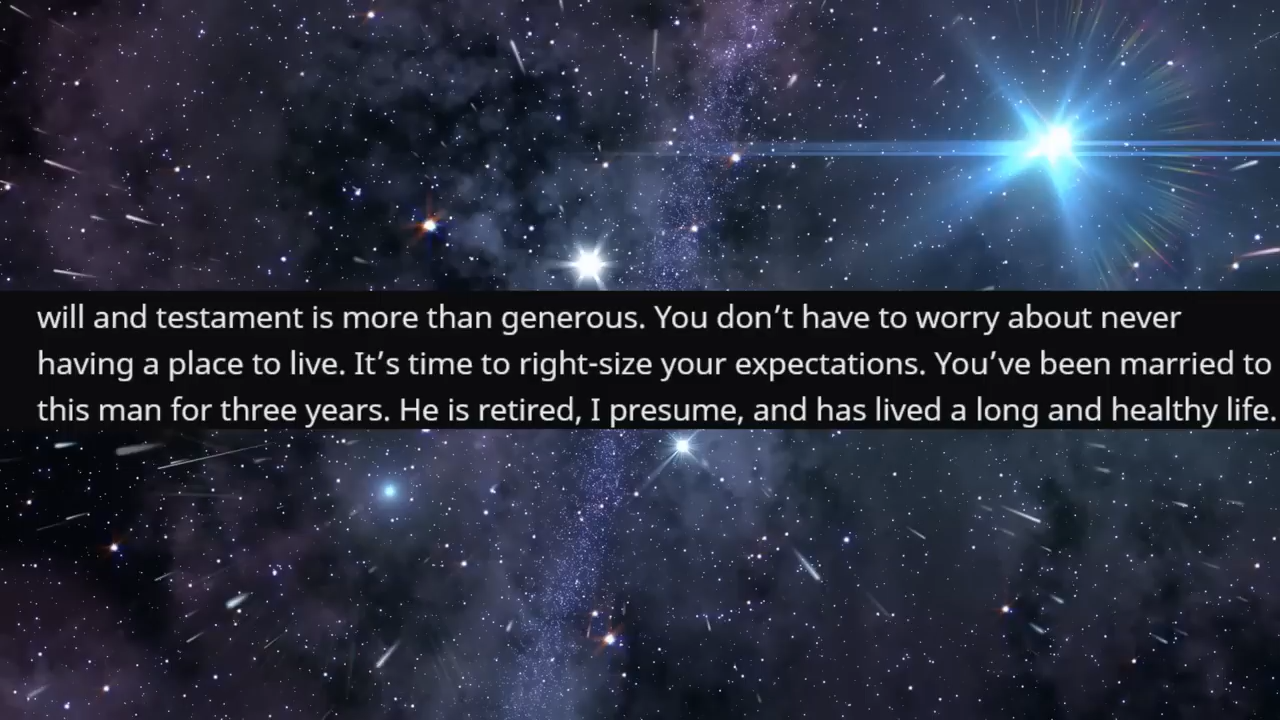 will and testament is more than generous. You don’t have to worry about never
having a place to live. It’s time to right-size your expectations. You’ve been married to
this man for three years. He is retired, I presume, and has lived a long and healthy life.